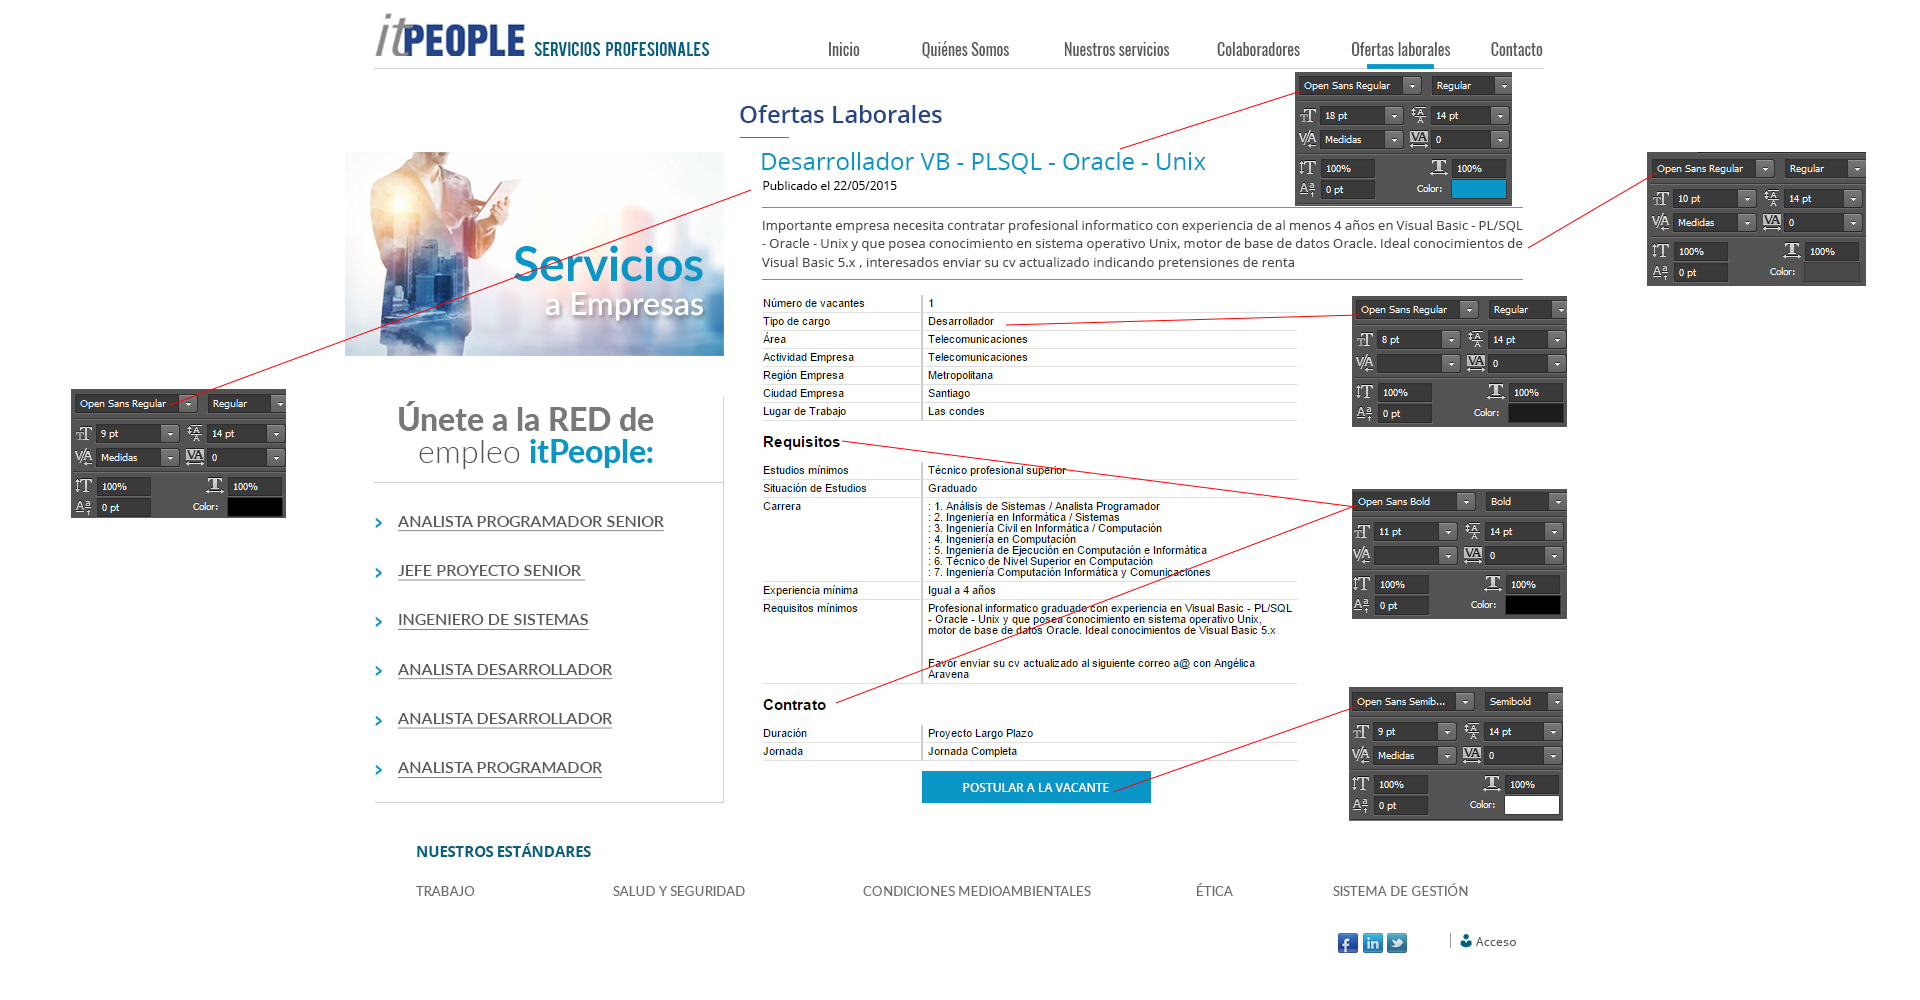 itPEOPLE SERVICIOS PROFESIONALES
Inicio
Quiénes Somos
Nuestros servicios
Colaboradores
Ofertas laborales
Contacto
Ofertas Laborales
Desarrollador VB - PLSQL - Oracle - Unix
Publicado el 22/05/2015
Importante empresa necesita contratar profesional informatico con experiencia de al menos 4 años en Visual Basic - PL/SQL
- Oracle - Unix y que posea conocimiento en sistema operativo Unix, motor de base de datos Oracle. Ideal conocimientos de
Visual Basic 5.x , interesados enviar su cv actualizado indicando pretensiones de renta
Servicios
a Empresas
Número de vacantes 1
Tipo de cargo Desarrollador
Área Telecomunicaciones
Actividad Empresa Telecomunicaciones
Región Empresa Metropolitana
Ciudad Empresa Santiago
Lugar de Trabajo Las condes
Requisitos
Estudios mínimos Técnico profesional superior
Situación de Estudios Graduado
Carrera : 1. Análisis de Sistemas / Analista Programador
: 2. Ingeniería en Informática / Sistemas
: 3. Ingeniería Civil en Informática / Computación
: 4. Ingeniería en Computación
: 5. Ingeniería de Ejecución en Computación e Informática
: 6. Técnico de Nivel Superior en Computación
: 7. Ingeniería Computación Informática y Comunicaciones
Experiencia mínima Igual a 4 años
Requisitos mínimos Profesional informatico graduado con experiencia en Visual Basic - PL/SQL
- Oracle - Unix y que posea conocimiento en sistema operativo Unix,
motor de base de datos Oracle. Ideal conocimientos de Visual Basic 5.x
Favor enviar su cv actualizado al siguiente correo a@ con Angélica
Aravena
Contrato
Duración Proyecto Largo Plazo
Jornada Jornada Completa
POSTULAR A LA VACANTE
Únete a la RED de
empleo itPeople:
ANALISTA PROGRAMADOR SENIOR
JEFE PROYECTO SENIOR
INGENIERO DE SISTEMAS
ANALISTA DESARROLLADOR
ANALISTA DESARROLLADOR
ANALISTA PROGRAMADOR
Open Sans Regular Regular
18 pt 14 pt
Medidas 0
100% 100%
0 pt Color:
Open Sans Regular Regular
10 pt 14 pt
Medidas 0
100% 100%
0 pt Color:
Open Sans Regular Regular
8 pt 14 pt
0
100% 100%
0 pt Color:
Open Sans Regular Regular
9 pt 14 pt
Medidas 0
100% 100%
0 pt Color:
Open Sans Bold Bold
11 pt 14 pt
0
100% 100%
0 pt Color:
Open Sans Semib... Semibold
9 pt 14 pt
Medidas 0
100% 100%
0 pt Color:
NUESTROS ESTÁNDARES
TRABAJO
SALUD Y SEGURIDAD
CONDICIONES MEDIOAMBIENTALES
ÉTICA
SISTEMA DE GESTIÓN
Acceso